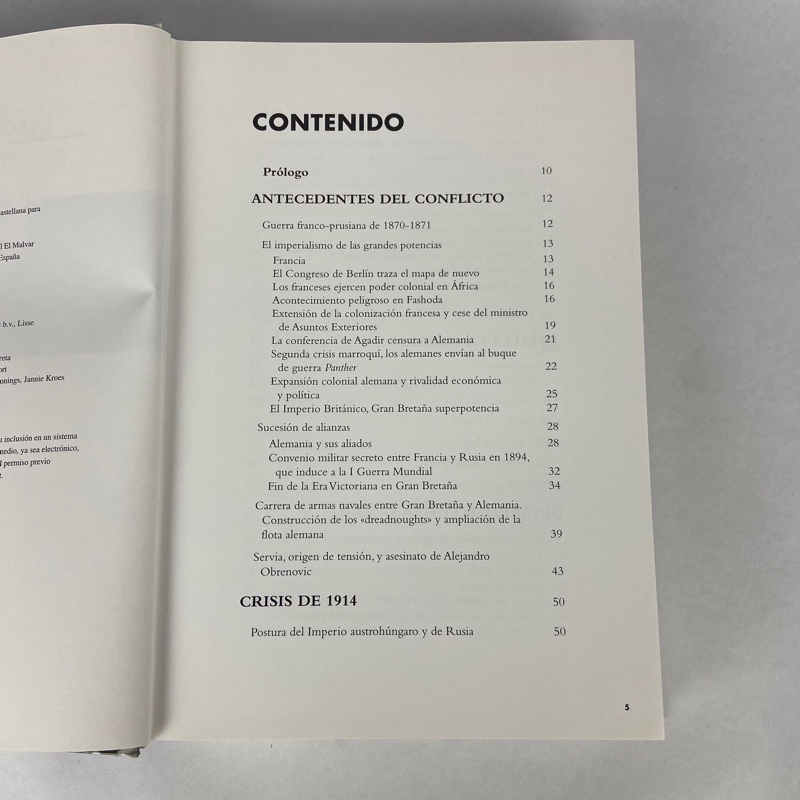 astellana para
l El Malvar
España
s b.v., Lisse
reta
ort
onings, Jannie Kroes
u inclusión en un sistema
medio, ya sea electrónico,
l permiso previo
t.
CONTENIDO
Prólogo 10
ANTECEDENTES DEL CONFLICTO 12
Guerra franco-prusiana de 1870-1871 12
El imperialismo de las grandes potencias 13
Francia 13
El Congreso de Berlín traza el mapa de nuevo 14
Los franceses ejercen poder colonial en África 16
Acontecimiento peligroso en Fashoda 16
Extensión de la colonización francesa y cese del ministro
de Asuntos Exteriores 19
La conferencia de Agadir censura a Alemania 21
Segunda crisis marroquí, los alemanes envían al buque
de guerra Panther 22
Expansión colonial alemana y rivalidad económica
y política 25
El Imperio Británico, Gran Bretaña superpotencia 27
Sucesión de alianzas 28
Alemania y sus aliados 28
Convenio militar secreto entre Francia y Rusia en 1894,
que induce a la I Guerra Mundial 32
Fin de la Era Victoriana en Gran Bretaña 34
Carrera de armas navales entre Gran Bretaña y Alemania.
Construcción de los «dreadnoughts» y ampliación de la
flota alemana 39
Servia, origen de tensión, y asesinato de Alejandro
Obrenovic 43
CRISIS DE 1914 50
Postura del Imperio austrohúngaro y de Rusia 50
5